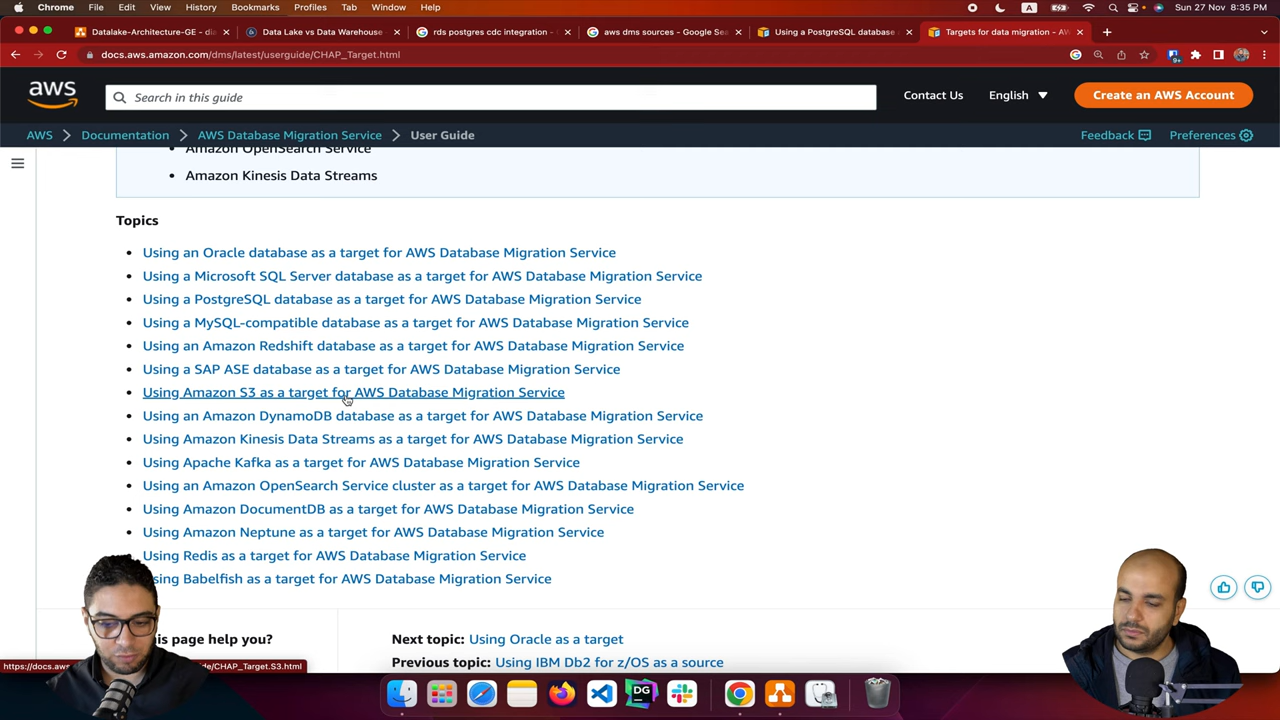 Chrome File Edit View History Bookmarks Profiles Tab Window Help
Sun 27 Nov 8:35 PM
Datalake-Architecture-GE - di
Data Lake vs Data Warehouse
rds postgres cdc integration -
aws dms sources - Google Sea
Using a PostgreSQL database
Targets for data migration - AW
docs.aws.amazon.com/dms/latest/userguide/CHAP_Target.html
aws
Search in this guide
Contact Us
English
Create an AWS Account
AWS
Documentation
AWS Database Migration Service
User Guide
Feedback
Preferences
Amazon OpenSearch Service
Amazon Kinesis Data Streams
Topics
Using an Oracle database as a target for AWS Database Migration Service
Using a Microsoft SQL Server database as a target for AWS Database Migration Service
Using a PostgreSQL database as a target for AWS Database Migration Service
Using a MySQL-compatible database as a target for AWS Database Migration Service
Using an Amazon Redshift database as a target for AWS Database Migration Service
Using a SAP ASE database as a target for AWS Database Migration Service
Using Amazon S3 as a target for AWS Database Migration Service
Using an Amazon DynamoDB database as a target for AWS Database Migration Service
Using Amazon Kinesis Data Streams as a target for AWS Database Migration Service
Using Apache Kafka as a target for AWS Database Migration Service
Using an Amazon OpenSearch Service cluster as a target for AWS Database Migration Service
Using Amazon DocumentDB as a target for AWS Database Migration Service
Using Amazon Neptune as a target for AWS Database Migration Service
Using Redis as a target for AWS Database Migration Service
sing Babelfish as a target for AWS Database Migration Service
his page help you?
Next topic: Using Oracle as a target
Previous topic: Using IBM Db2 for z/OS as a source
https://docs.aws
de/CHAP_Target.S3.html
DG